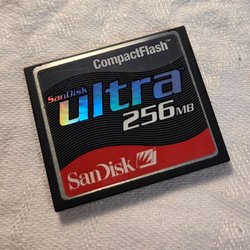 CompactFlash
SanDisk
ultra
256MB
SanDisk